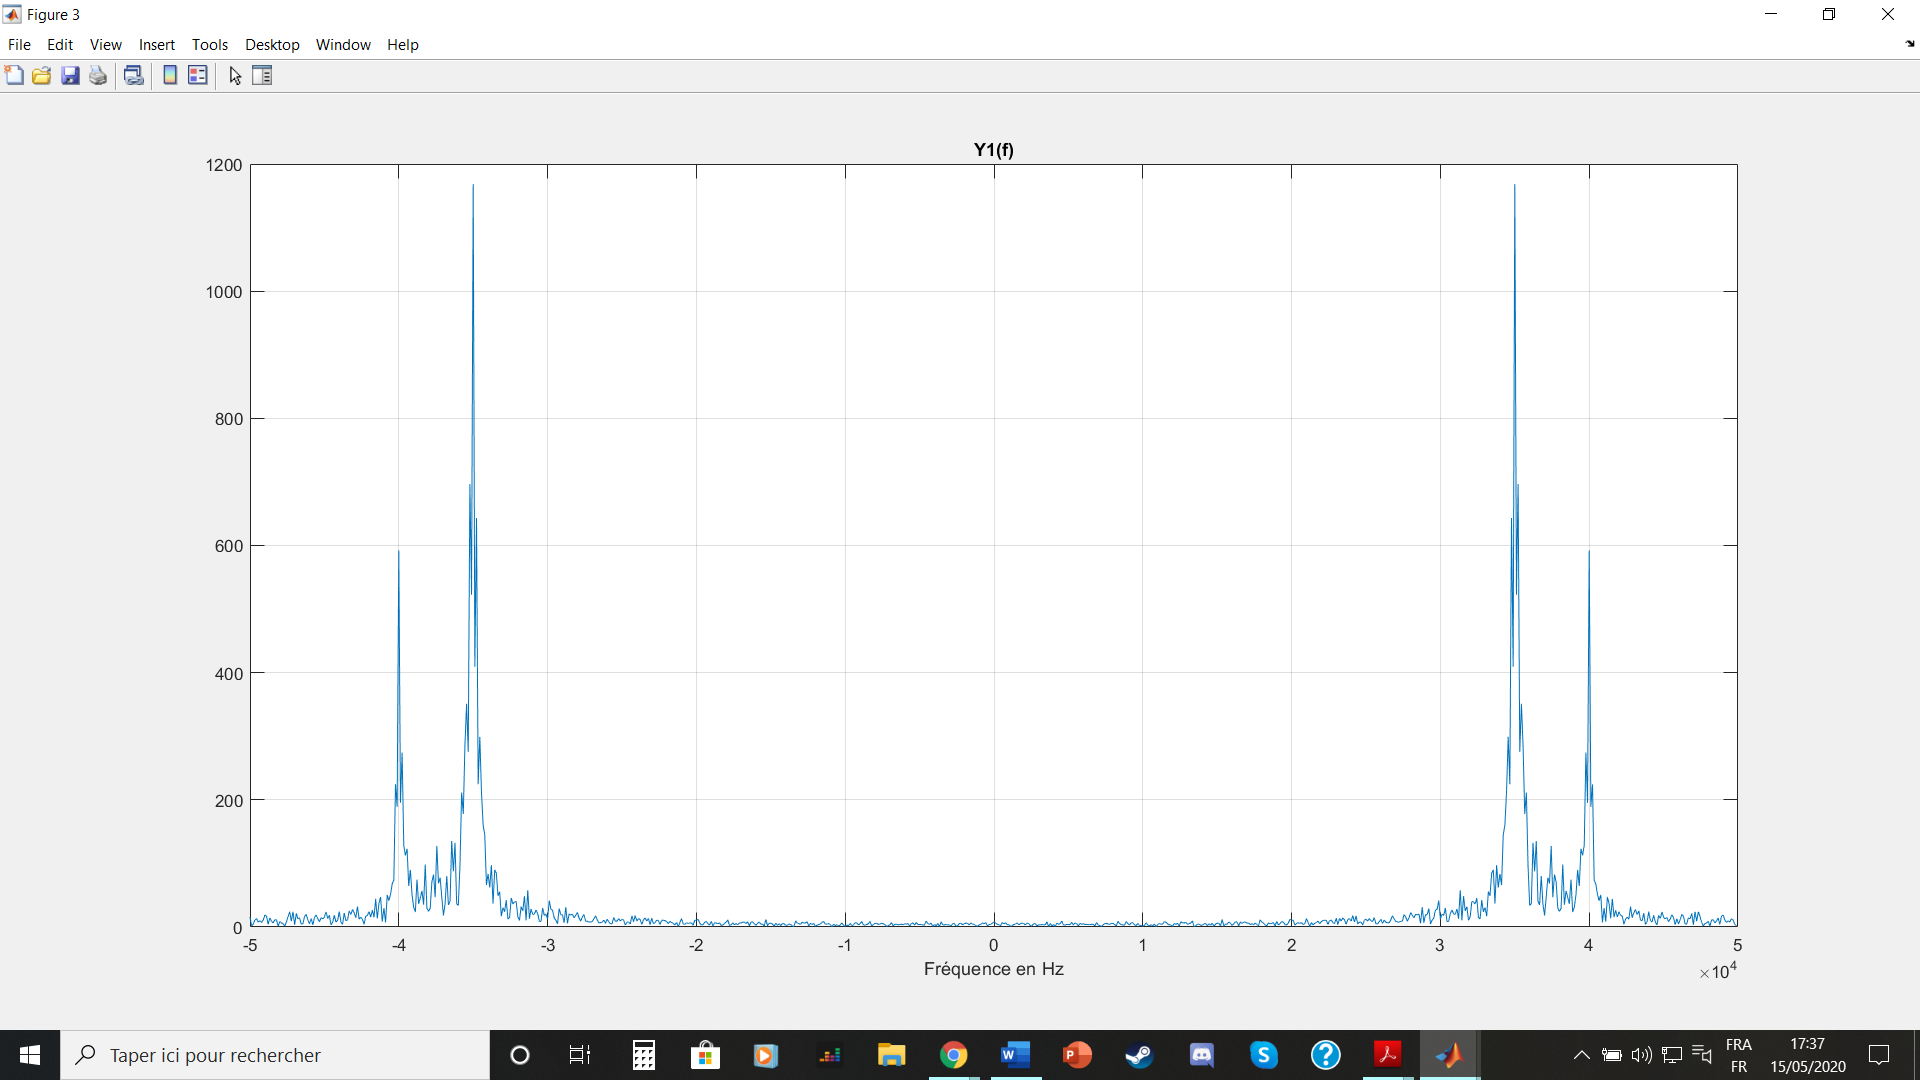 Figure 3
File Edit View Insert Tools Desktop Window Help
Y1(f)
1200
1000
800
600
400
200
0
-5 -4 -3 -2 -1 0 1 2 3 4 5
Fréquence en Hz
×10^4
Taper ici pour rechercher
FRA
FR
17:37
15/05/2020